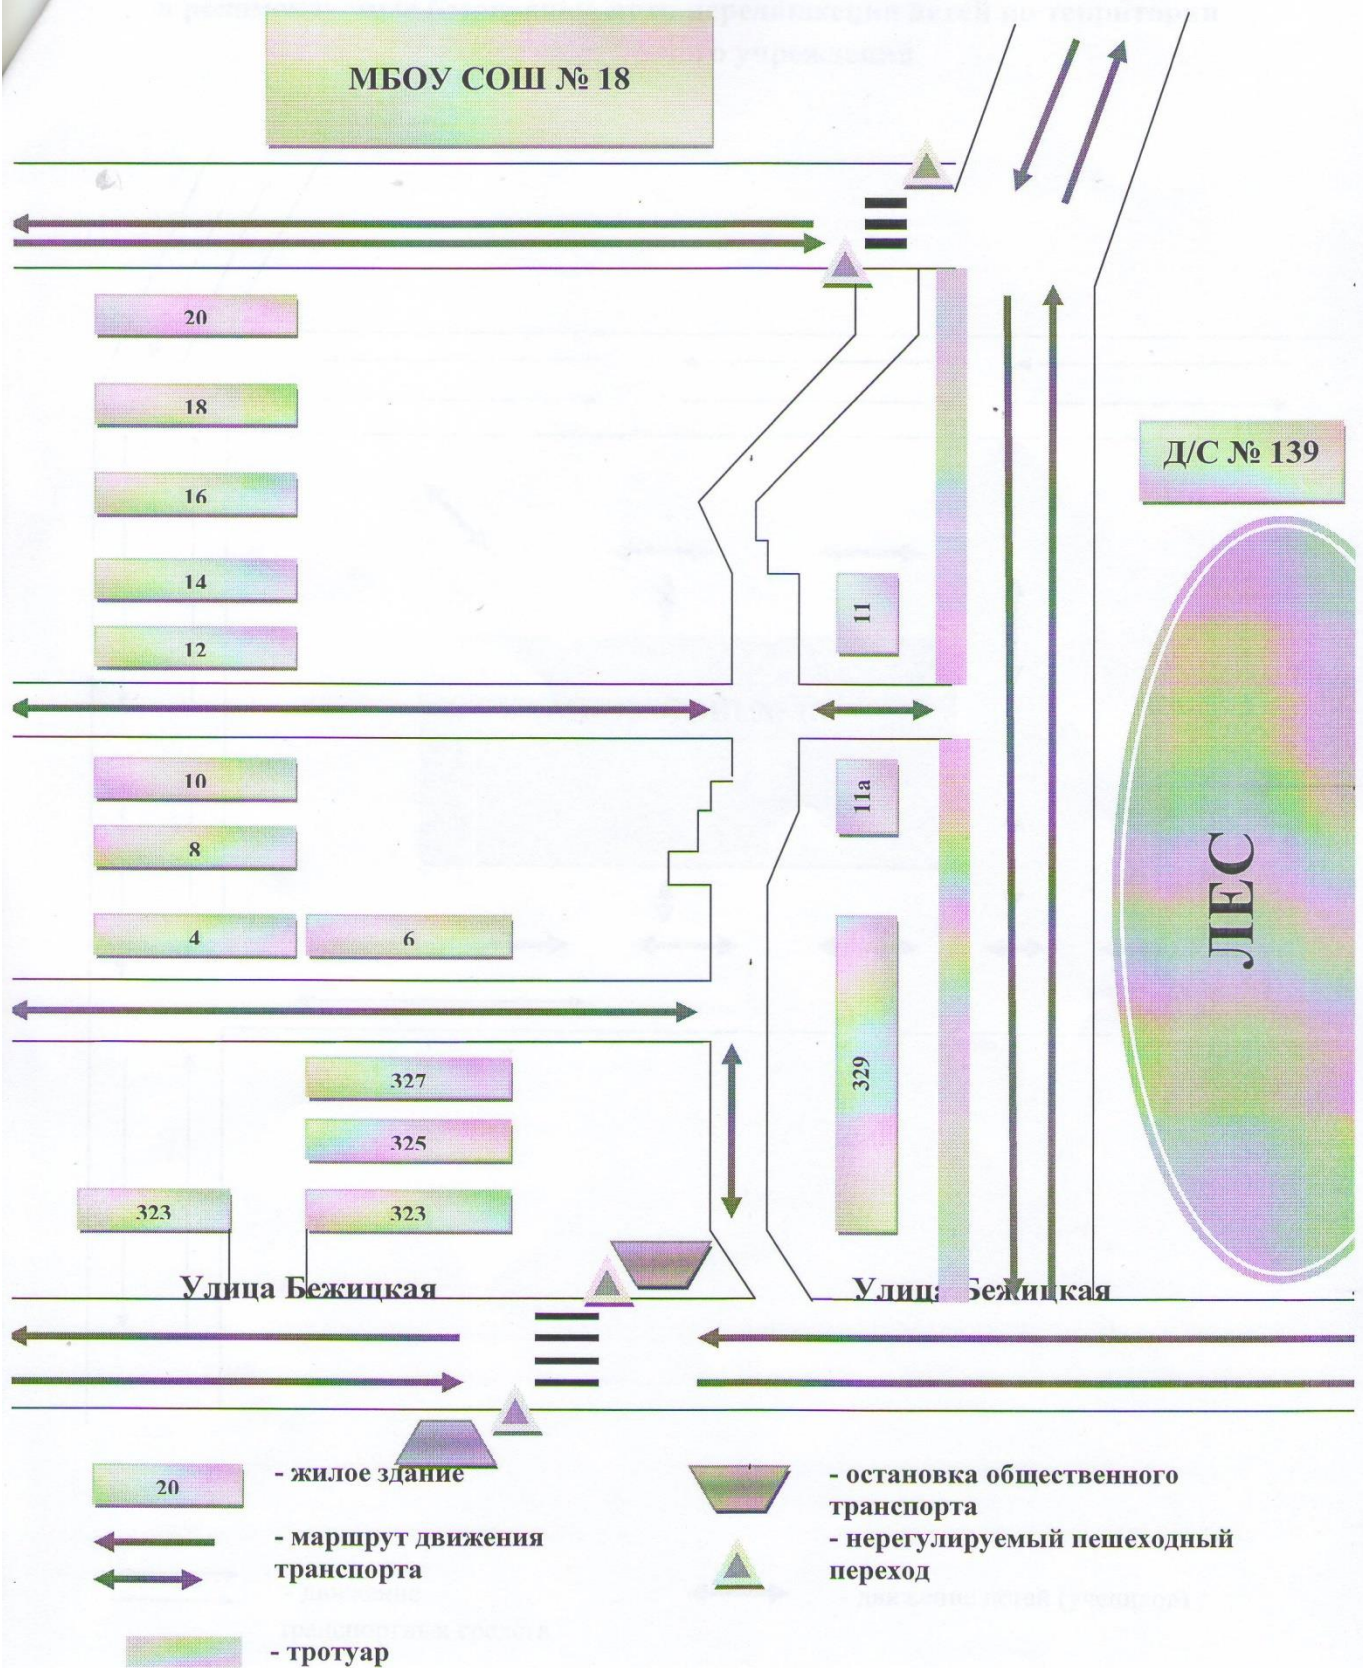 МБОУ СОШ № 18
20
18
Д/С № 139
16
14
11
12
10
11а
8
ЛЕС
4
6
329
327
325
323
323
Улица Бежицкая
Улица Бежицкая
20
- жилое здание
- маршрут движения
транспорта
- тротуар
- остановка общественного
транспорта
- нерегулируемый пешеходный
переход